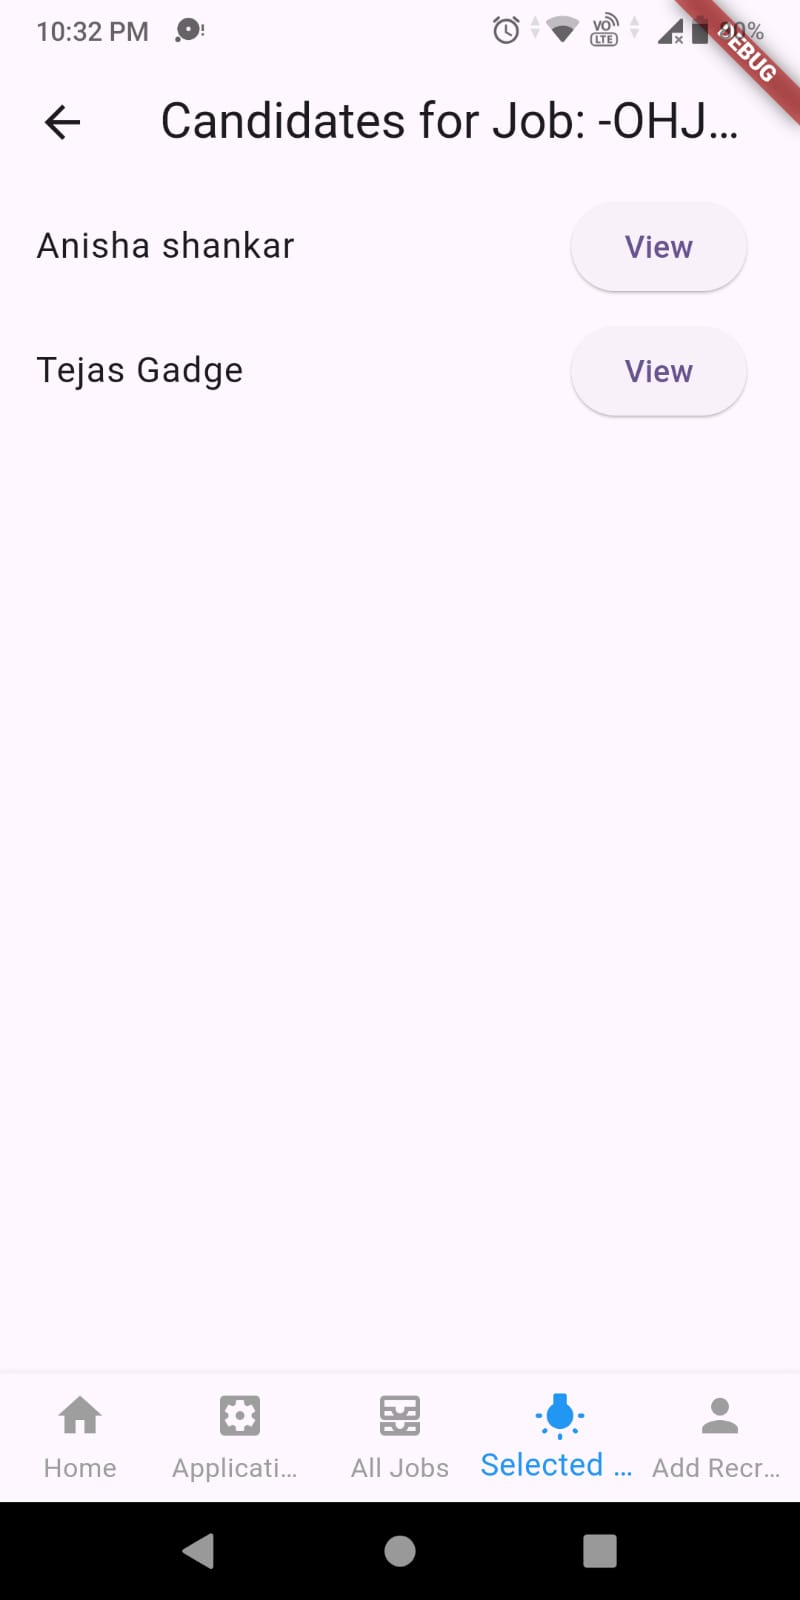 10:32 PM
VO LTE
DEBUG
Candidates for Job: -OHJ...
Anisha shankar
View
Tejas Gadge
View
Home
Applicati...
All Jobs
Selected ...
Add Recr...